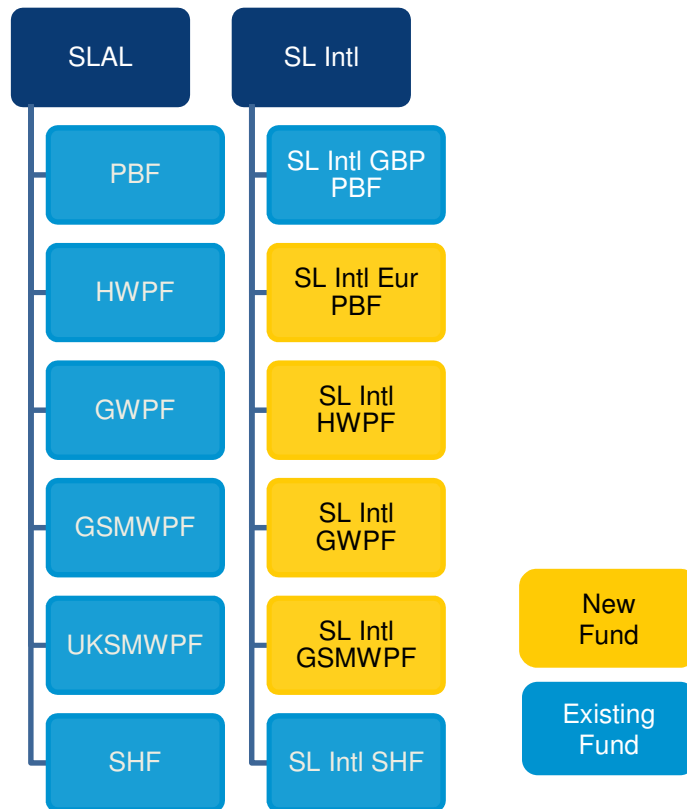 SLAL
SL Intl
PBF
SL Intl GBP
PBF
HWPF
SL Intl Eur
PBF
GWPF
SL Intl
HWPF
GSMWPF
SL Intl
GWPF
UKSMWPF
SL Intl
GSMWPF
SHF
SL Intl SHF
New
Fund
Existing
Fund